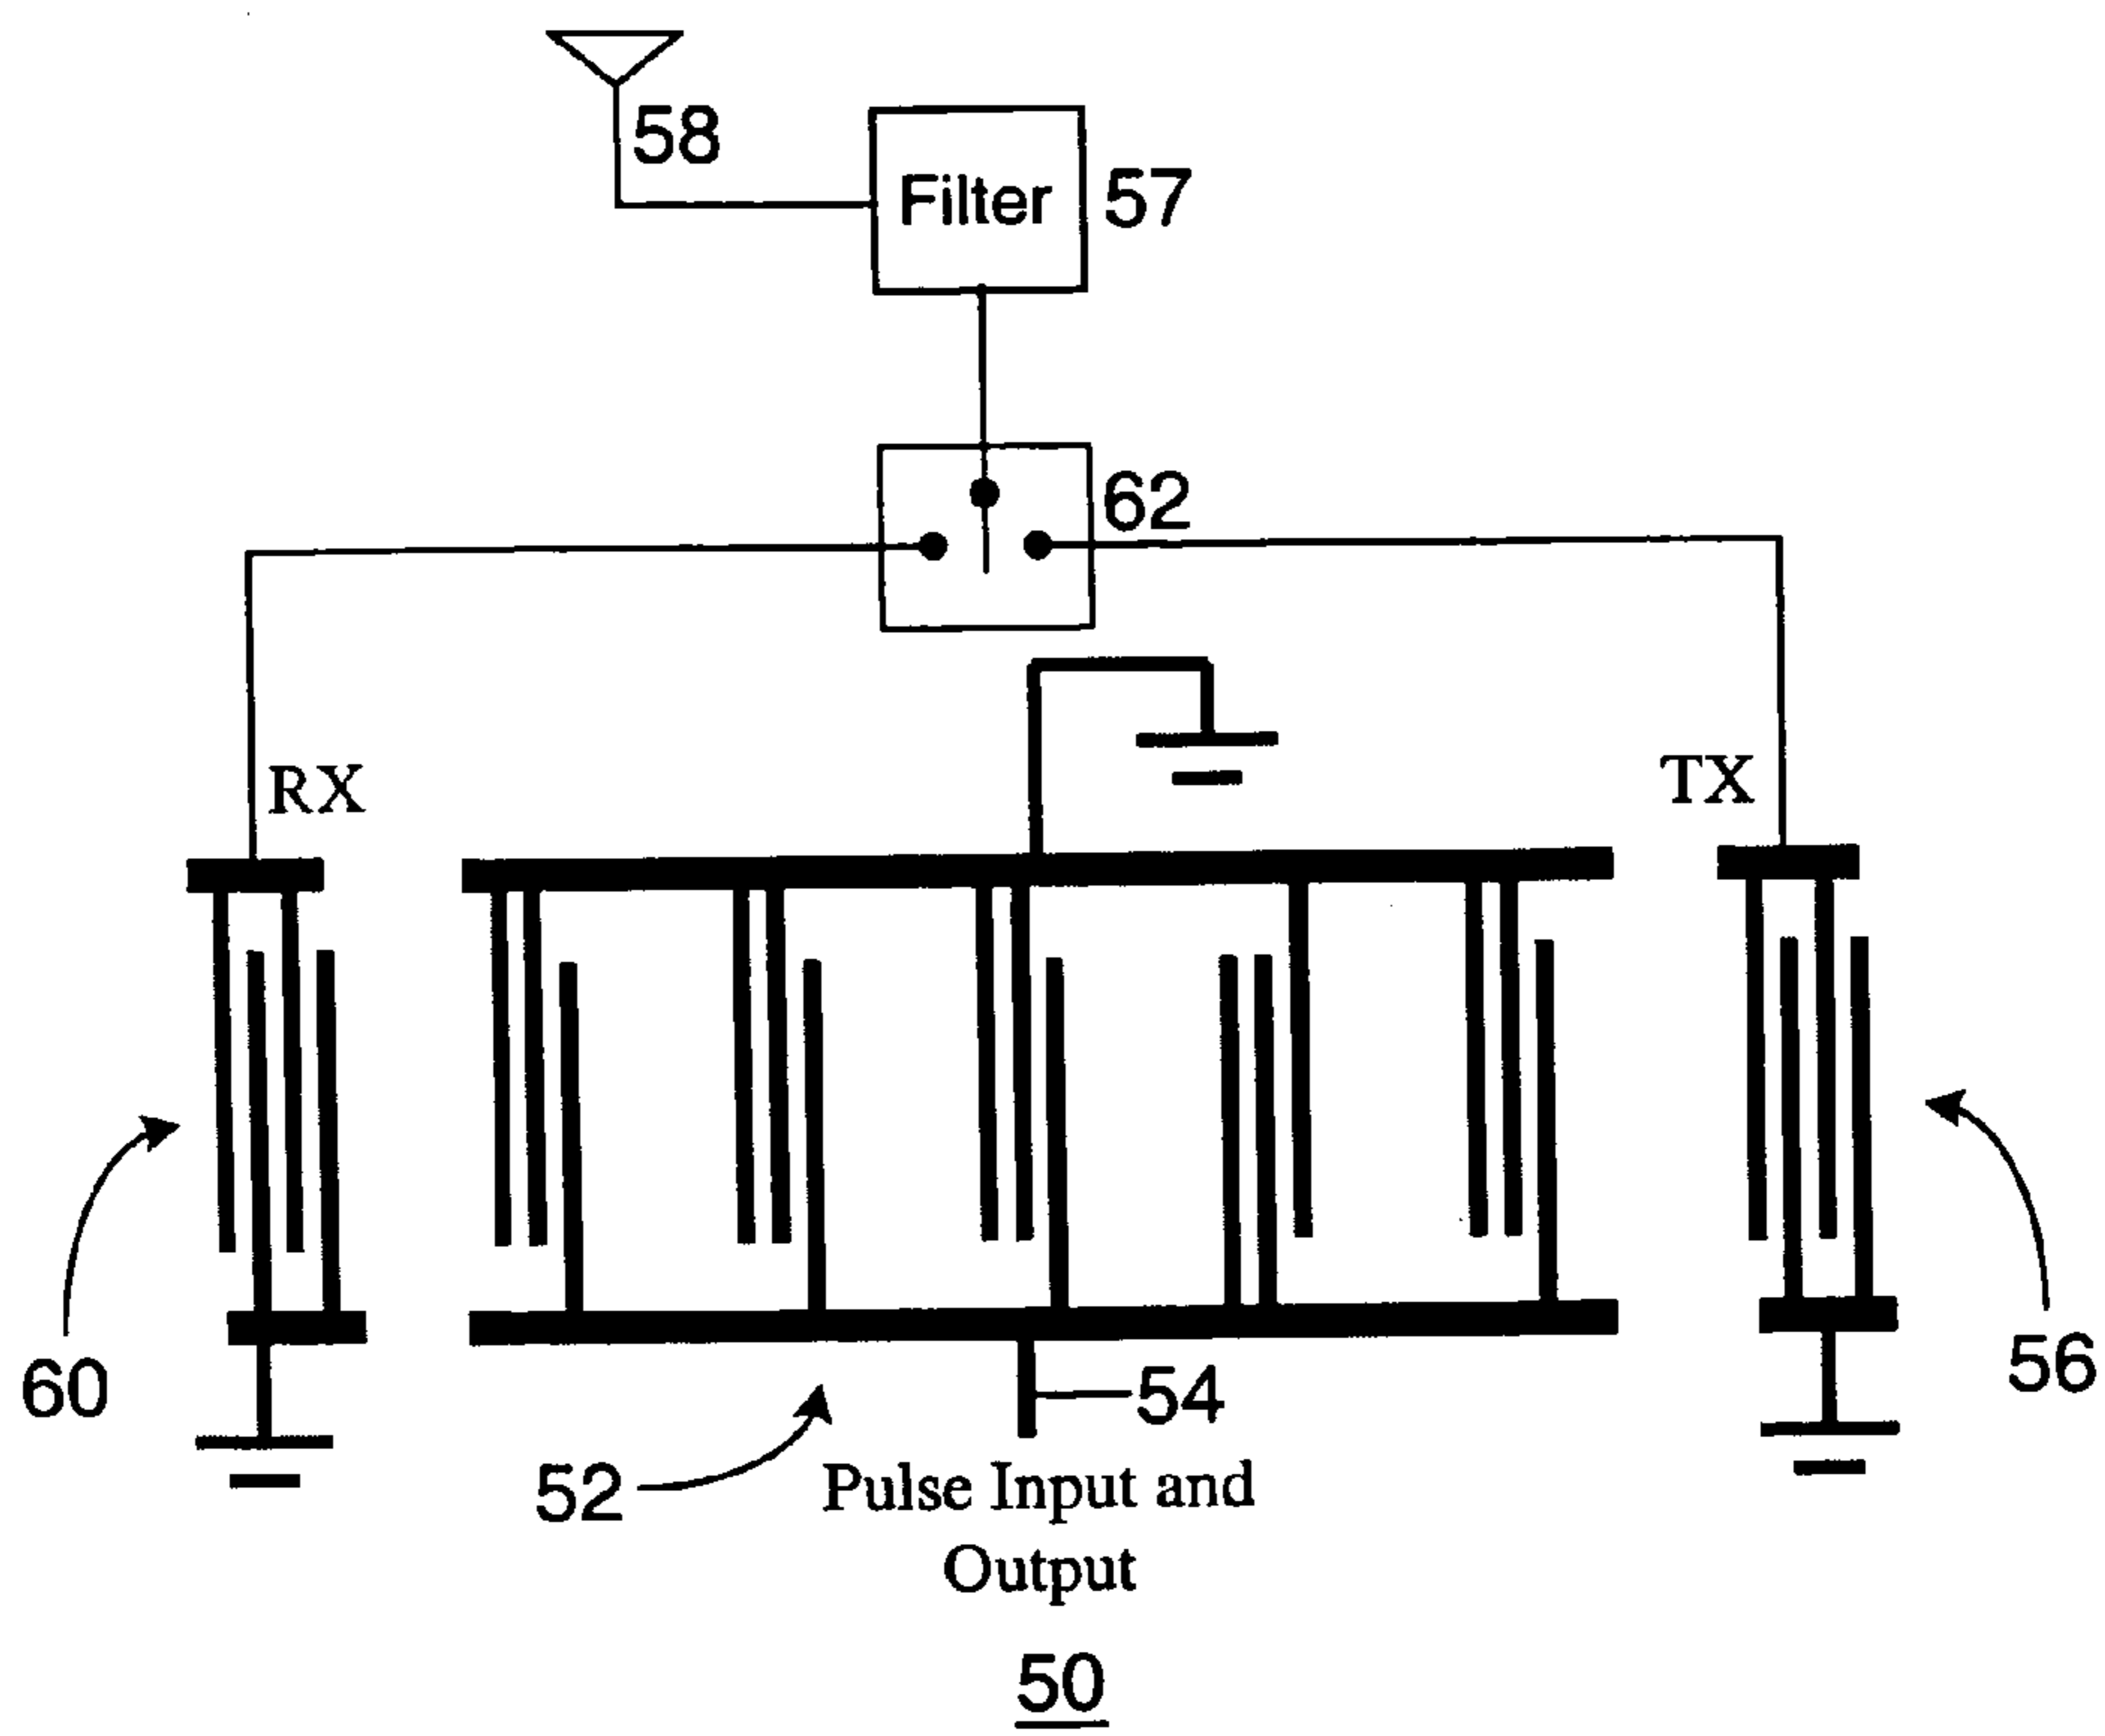 58
Filter
57
62
RX
TX
60
56
54
52
Pulse Input and
Output
50